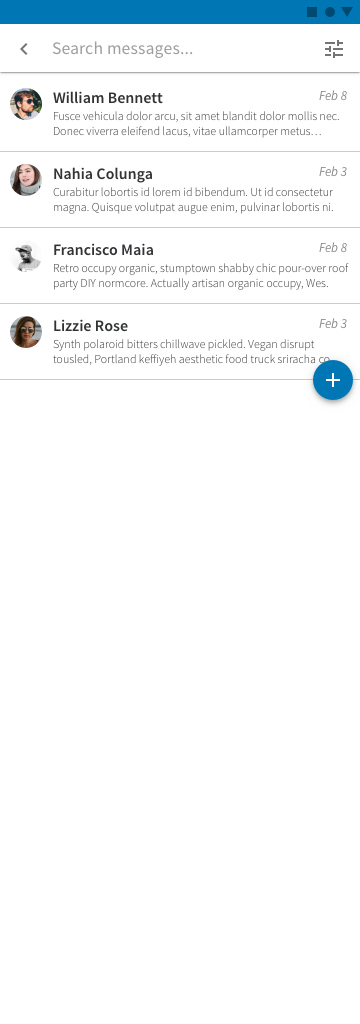 Search messages...
William Bennett
Feb 8
Fusce vehicula dolor arcu, sit amet blandit dolor mollis nec.
Donec viverra eleifend lacus, vitae ullamcorper metus…
Nahia Colunga
Feb 3
Curabitur lobortis id lorem id bibendum. Ut id consectetur
magna. Quisque volutpat augue enim, pulvinar lobortis ni.
Francisco Maia
Feb 8
Retro occupy organic, stumptown shabby chic pour-over roof
party DIY normcore. Actually artisan organic occupy, Wes.
Lizzie Rose
Feb 3
Synth polaroid bitters chillwave pickled. Vegan disrupt
tousled, Portland keffiyeh aesthetic food truck sriracha